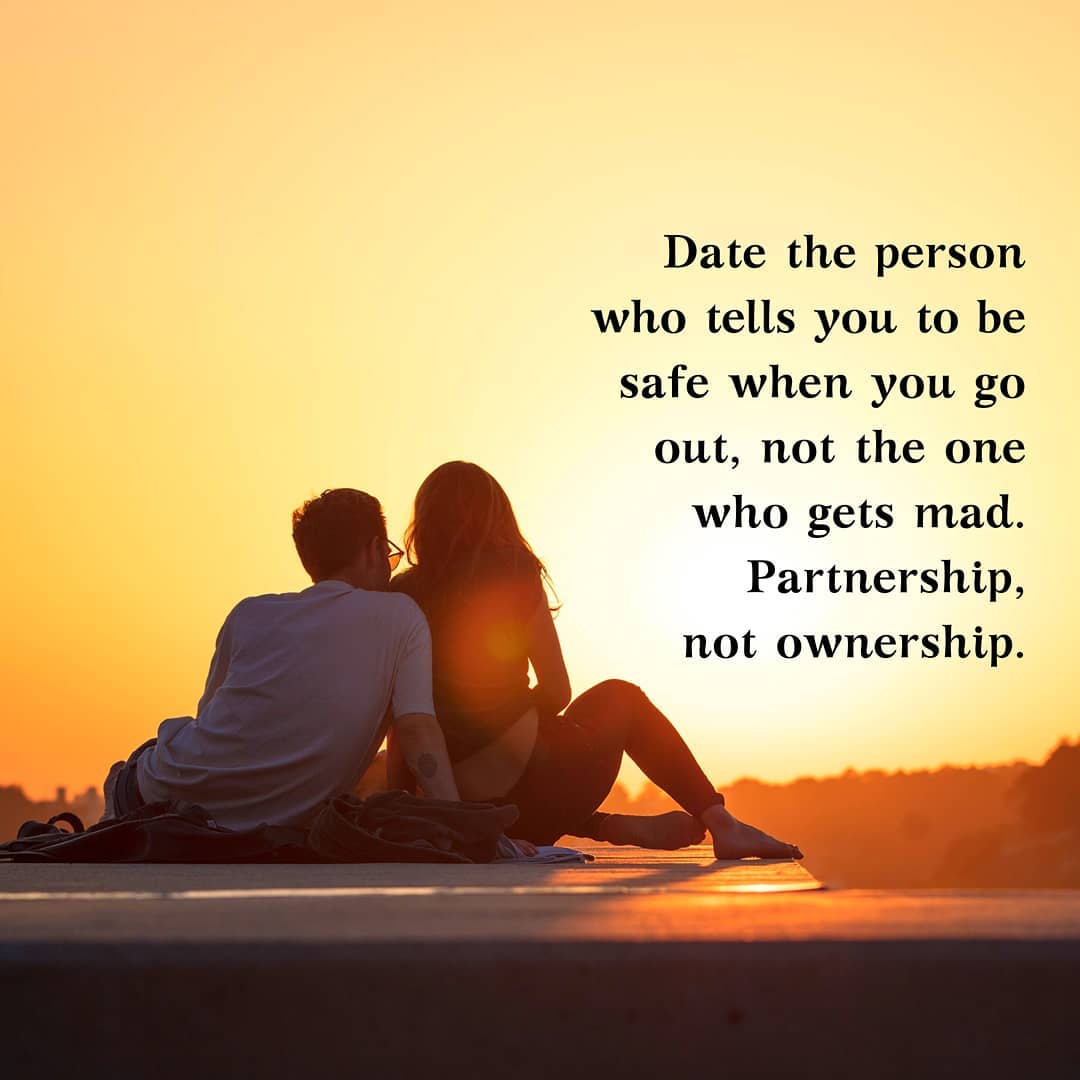 Date the person
who tells you to be
safe when you go
out, not the one
who gets mad.
Partnership,
not ownership.